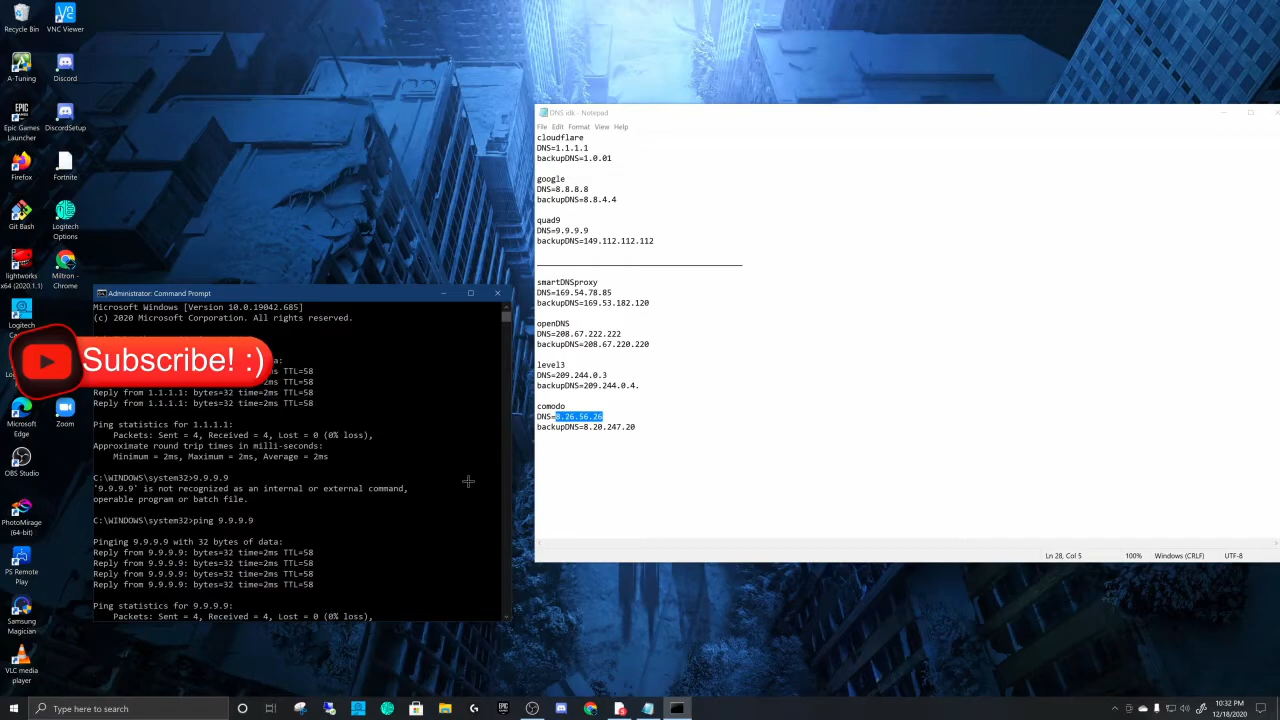 Recycle Bin
VNC Viewer
A-Tuning
Discord
Epic Games
Launcher
DiscordSetup
Firefox
Fortnite
Git Bash
Logitech
Options
lightworks
x64 (2020.1.1)
Miltron -
Chrome
Logitech
Microsoft
Edge
Zoom
OBS Studio
PhotoMirage
(64-bit)
PS Remote
Play
Samsung
Magician
VLC media
player
Subscribe! :)
Administrator: Command Prompt
Microsoft Windows [Version 10.0.19042.685]
(c) 2020 Microsoft Corporation. All rights reserved.
a:
s TTL=58
s TTL=58
Reply from 1.1.1.1: bytes=32 time=2ms TTL=58
Reply from 1.1.1.1: bytes=32 time=2ms TTL=58
Ping statistics for 1.1.1.1:
Packets: Sent = 4, Received = 4, Lost = 0 (0% loss),
Approximate round trip times in milli-seconds:
Minimum = 2ms, Maximum = 2ms, Average = 2ms
C:\WINDOWS\system32>9.9.9.9
'9.9.9.9' is not recognized as an internal or external command,
operable program or batch file.
C:\WINDOWS\system32>ping 9.9.9.9
Pinging 9.9.9.9 with 32 bytes of data:
Reply from 9.9.9.9: bytes=32 time=2ms TTL=58
Reply from 9.9.9.9: bytes=32 time=2ms TTL=58
Reply from 9.9.9.9: bytes=32 time=2ms TTL=58
Reply from 9.9.9.9: bytes=32 time=2ms TTL=58
Ping statistics for 9.9.9.9:
Packets: Sent = 4, Received = 4, Lost = 0 (0% loss),
DNS idk - Notepad
File Edit Format View Help
cloudflare
DNS=1.1.1.1
backupDNS=1.0.01
google
DNS=8.8.8.8
backupDNS=8.8.4.4
quad9
DNS=9.9.9.9
backupDNS=149.112.112.112
smartDNSproxy
DNS=169.54.78.85
backupDNS=169.53.182.120
openDNS
DNS=208.67.222.222
backupDNS=208.67.220.220
level3
DNS=209.244.0.3
backupDNS=209.244.0.4.
comodo
DNS=8.26.56.26
backupDNS=8.20.247.20
Ln 28, Col 5 100% Windows (CRLF) UTF-8
Type here to search
10:32 PM
12/18/2020